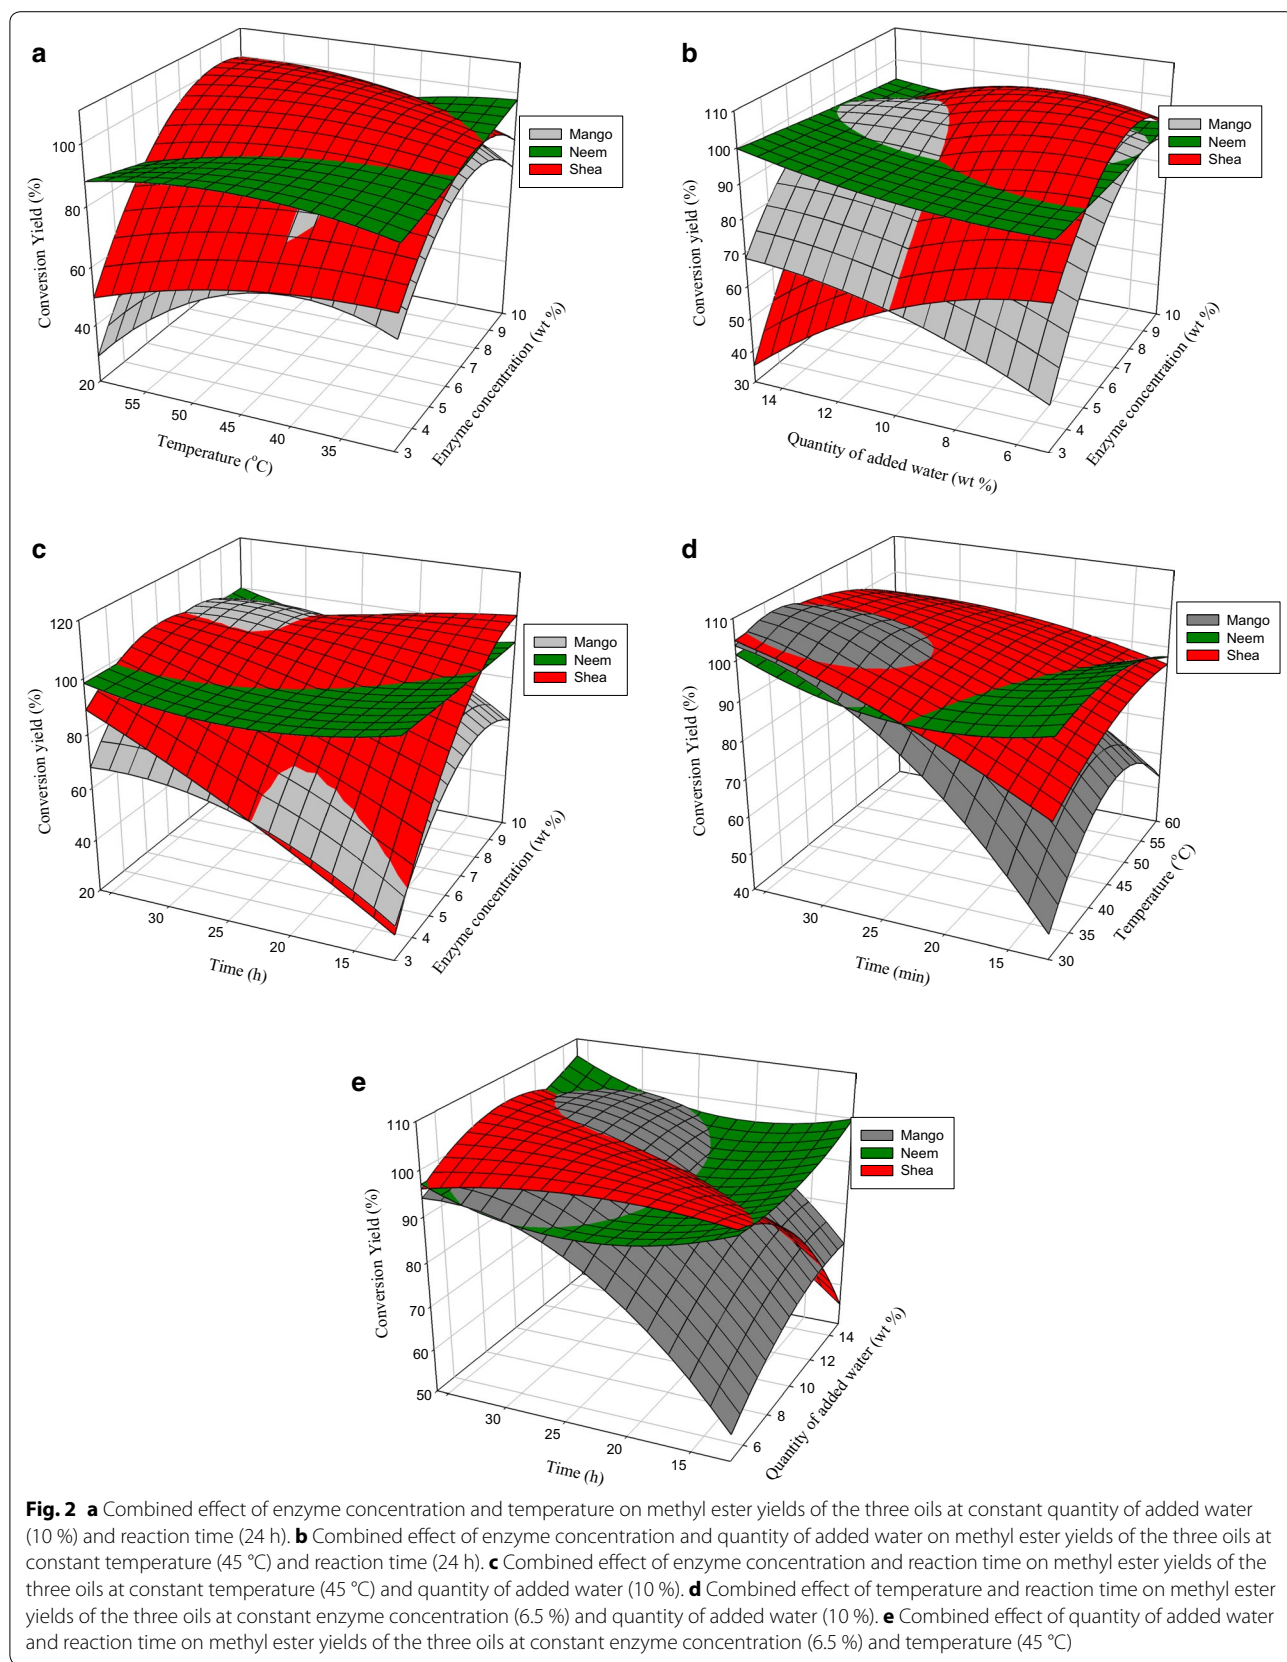 a
Conversion Yield (%)
100
80
60
40
20
55
50
45
40
35
Temperature (°C)
3
4
5
6
7
8
9
10
Enzyme concentration (wt %)
Mango
Neem
Shea
b
Conversion yield (%)
110
100
90
80
70
60
50
40
30
14
12
10
8
6
Quantity of added water (wt %)
3
4
5
6
7
8
9
10
Enzyme concentration (wt %)
Mango
Neem
Shea
c
Conversion yield (%)
120
100
80
60
40
20
30
25
20
15
Time (h)
3
4
5
6
7
8
9
10
Enzyme concentration (wt %)
Mango
Neem
Shea
d
Conversion Yield (%)
110
100
90
80
70
60
50
40
30
25
20
15
Time (min)
30
35
40
45
50
55
60
Temperature (°C)
Mango
Neem
Shea
e
Conversion Yield (%)
110
100
90
80
70
60
50
30
25
20
15
Time (h)
6
8
10
12
14
Quantity of added water (wt %)
Mango
Neem
Shea
Fig. 2 a Combined effect of enzyme concentration and temperature on methyl ester yields of the three oils at constant quantity of added water
(10 %) and reaction time (24 h). b Combined effect of enzyme concentration and quantity of added water on methyl ester yields of the three oils at
constant temperature (45 °C) and reaction time (24 h). c Combined effect of enzyme concentration and reaction time on methyl ester yields of the
three oils at constant temperature (45 °C) and quantity of added water (10 %). d Combined effect of temperature and reaction time on methyl ester
yields of the three oils at constant enzyme concentration (6.5 %) and quantity of added water (10 %). e Combined effect of quantity of added water
and reaction time on methyl ester yields of the three oils at constant enzyme concentration (6.5 %) and temperature (45 °C)